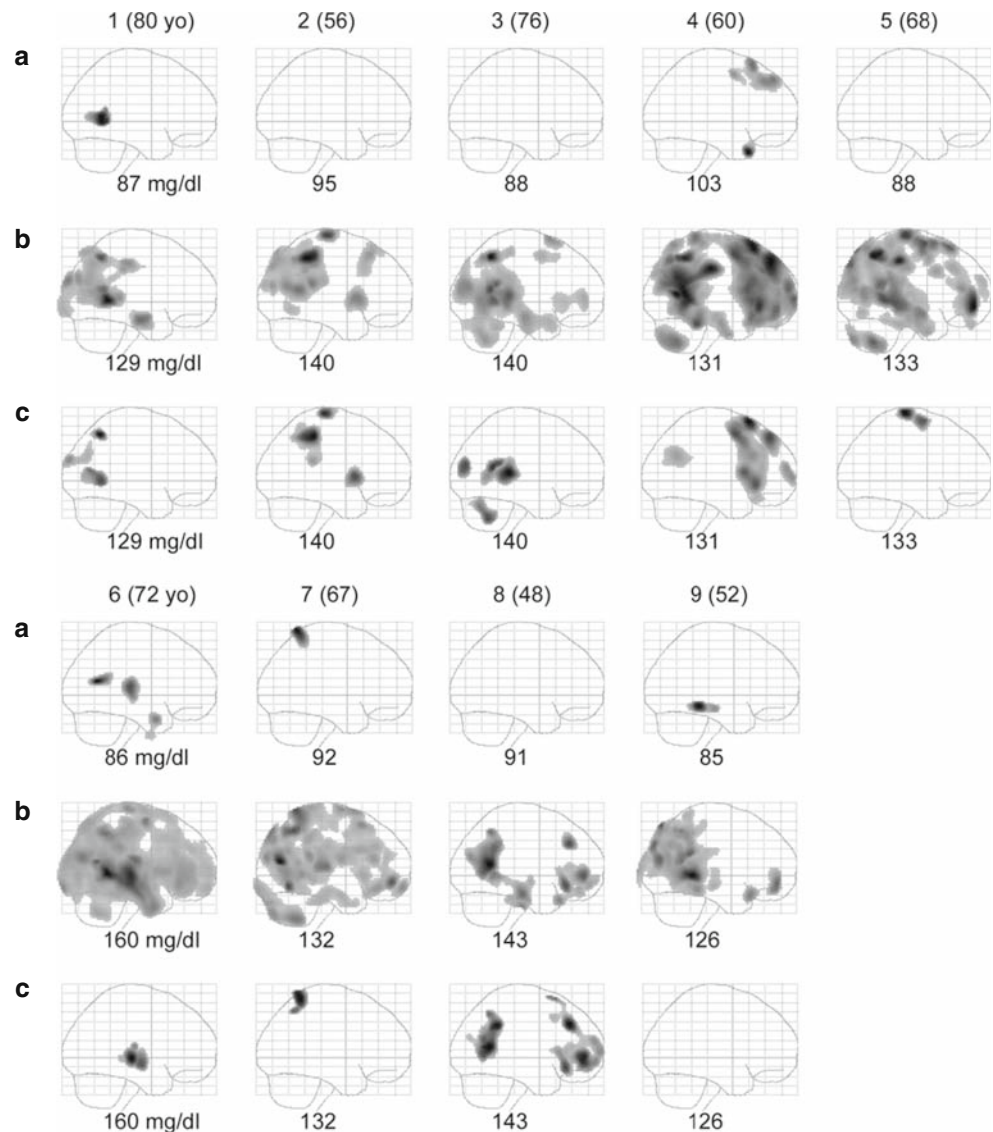 1 (80 yo) 2 (56) 3 (76) 4 (60) 5 (68)
a
87 mg/dl 95 88 103 88
b
129 mg/dl 140 140 131 133
c
129 mg/dl 140 140 131 133
6 (72 yo) 7 (67) 8 (48) 9 (52)
a
86 mg/dl 92 91 85
b
160 mg/dl 132 143 126
c
160 mg/dl 132 143 126